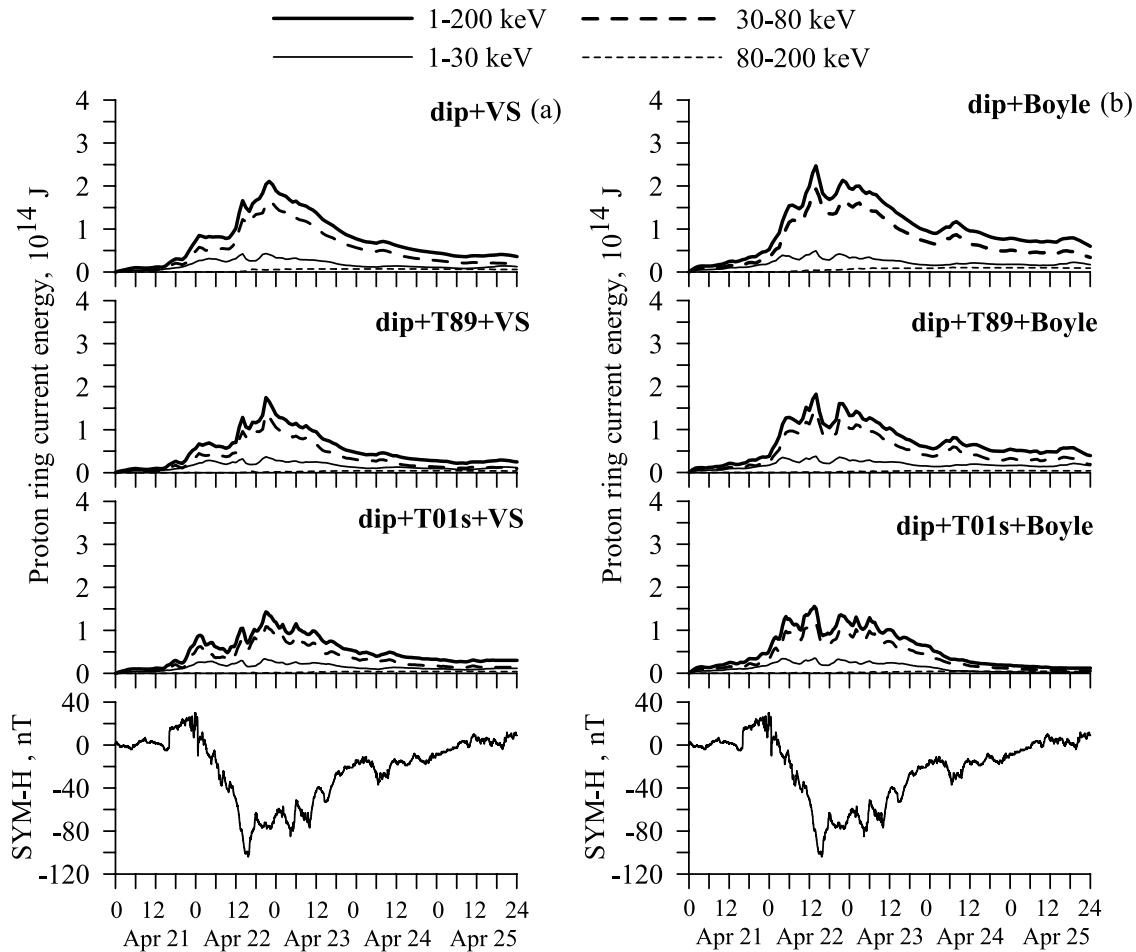 1-200 keV 30-80 keV
1-30 keV 80-200 keV
dip+VS (a)
4
3
2
1
0
dip+T89+VS
4
3
2
1
0
dip+T01s+VS
4
3
2
1
0
Proton ring current energy, 10^14 J
40
0
-40
-80
-120
SYM-H , nT
0 12 0 12 0 12 0 12 0 12 24
Apr 21 Apr 22 Apr 23 Apr 24 Apr 25
dip+Boyle (b)
4
3
2
1
0
dip+T89+Boyle
4
3
2
1
0
dip+T01s+Boyle
4
3
2
1
0
Proton ring current energy, 10^14 J
40
0
-40
-80
-120
SYM-H , nT
0 12 0 12 0 12 0 12 0 12 24
Apr 21 Apr 22 Apr 23 Apr 24 Apr 25